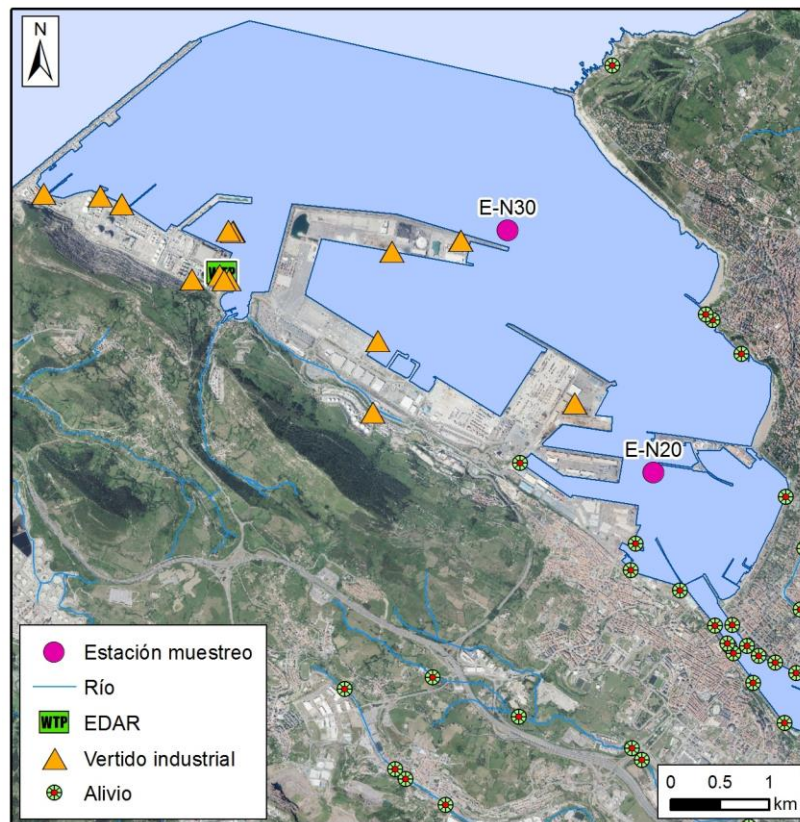 N
E-N30
WTP
E-N20
Estación muestreo
Río
WTP EDAR
Vertido industrial
Alivio
0 0.5 1
km